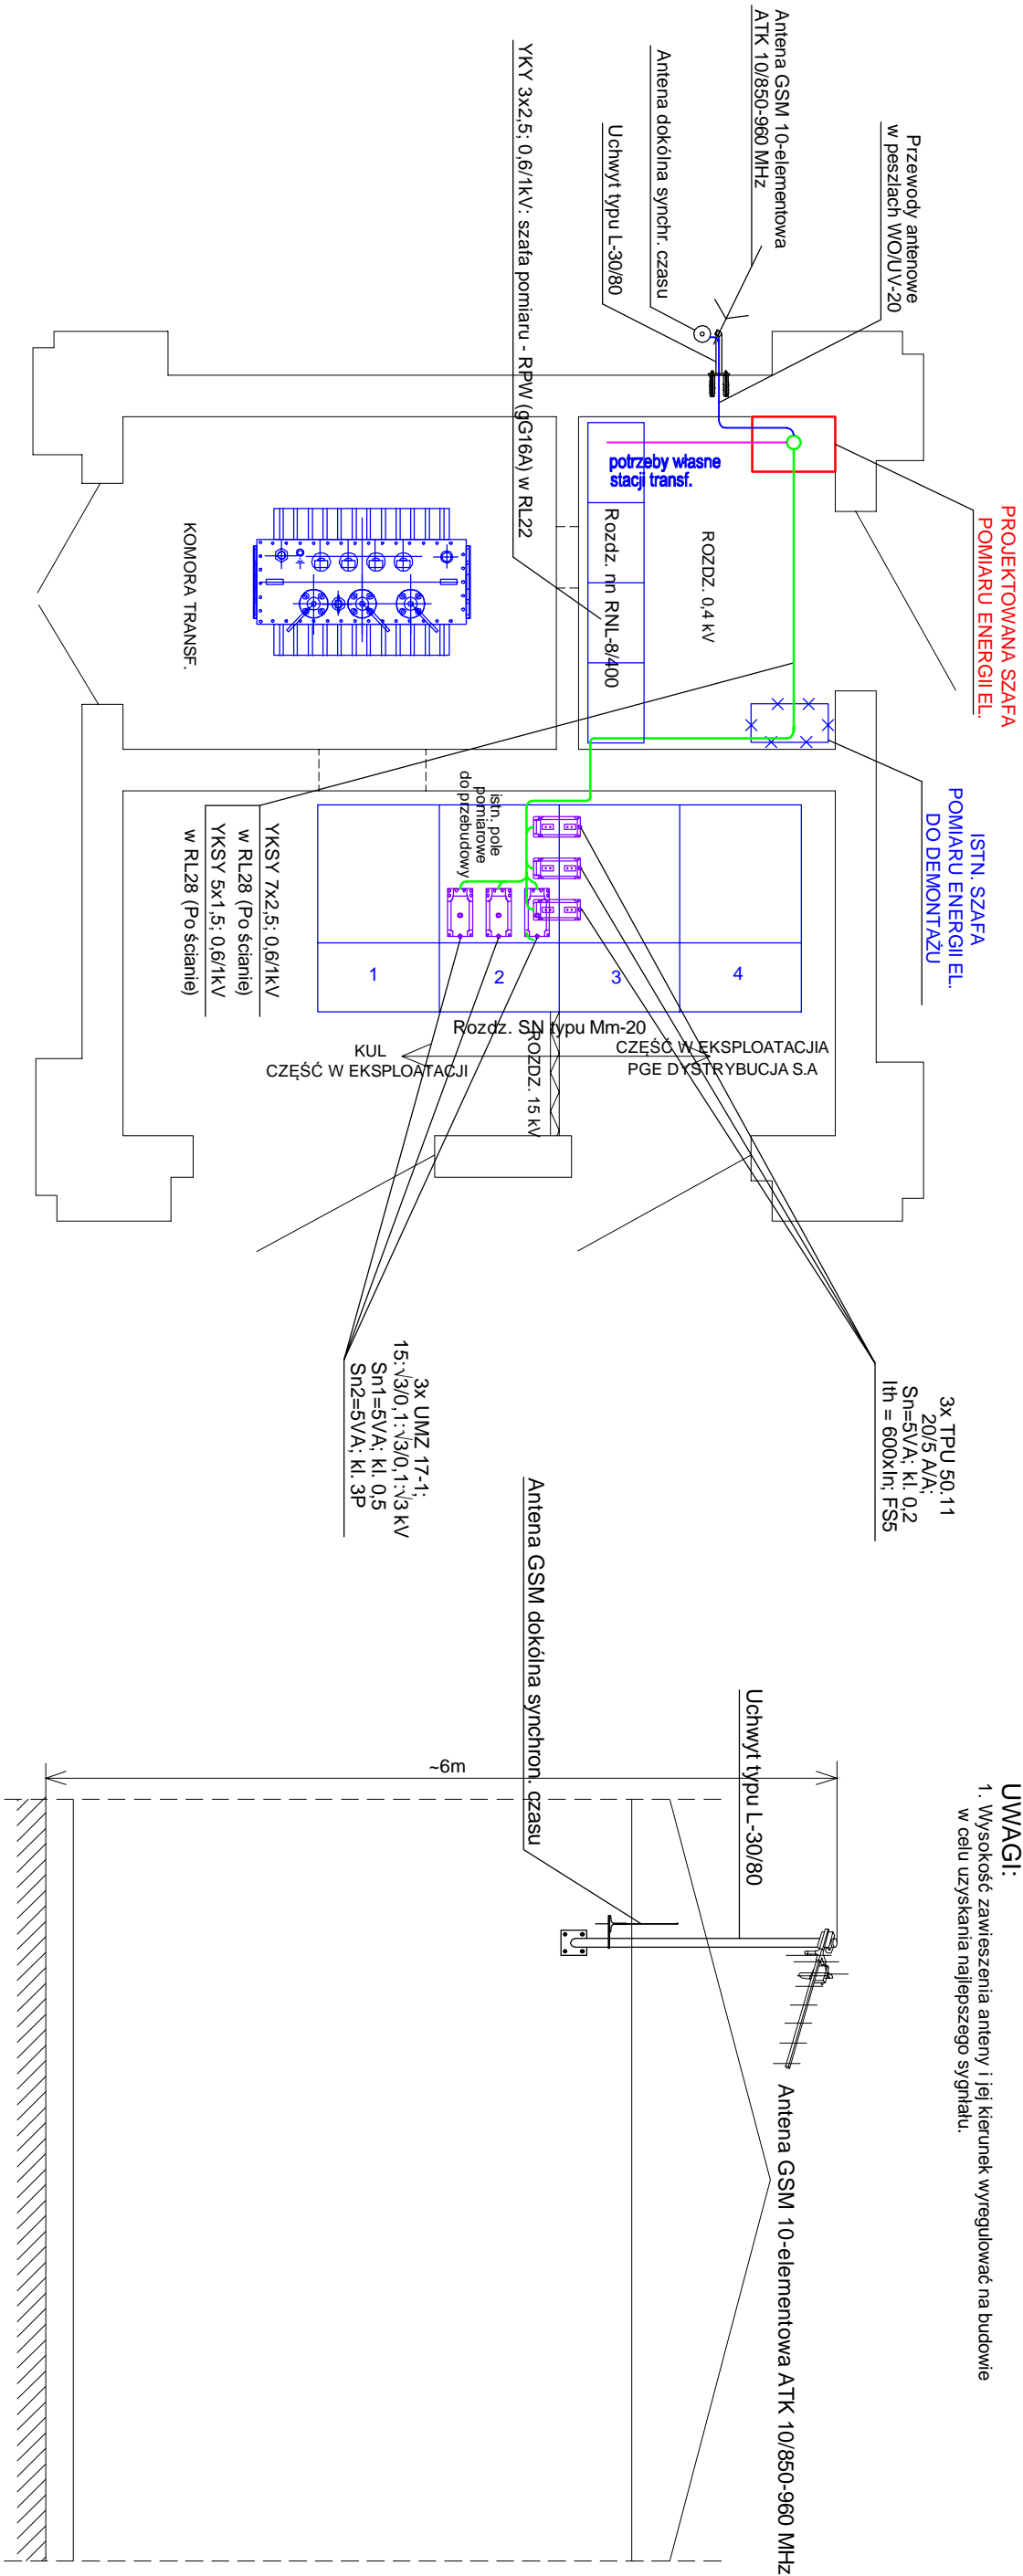 Antena GSM 10-elementowa
ATK 10/850-960 MHz
Antena dokólna synchr. czasu
Uchwyt typu L-30/80
YKY 3x2,5; 0,6/1kV: szafa pomiaru - RPW (gG16A) w RL22
Przewody antenowe
w peszlach WO/UV-20
PROJEKTOWANA SZAFA
POMIARU ENERGII EL.
potrzeby własne
stacji transf.
Rozdz. nn RNL-8/400
ROZDZ. 0,4 kV
KOMORA TRANSF.
ISTN. SZAFA
POMIARU ENERGII EL.
DO DEMONTAŻU
istn. pole
pomiarowe
do przebudowy
YKSY 7x2,5; 0,6/1kV
w RL28 (Po ścianie)
YKSY 5x1,5; 0,6/1kV
w RL28 (Po ścianie)
1
2
3
4
Rozdz. SN typu Mm-20
KUL
CZĘŚĆ W EKSPLOATACJI
CZĘŚĆ W EKSPLOATACJIA
PGE DYSTRYBUCJA S.A
ROZDZ. 15 kV
3x TPU 50.11
20/5 A/A;
Sn=5VA; kl. 0,2
Ith = 600xIn; FS5
3x UMZ 17-1;
15:√3/0,1:√3/0,1:√3 kV
Sn1=5VA; kl. 0,5
Sn2=5VA; kl. 3P
Antena GSM dokólna synchron. czasu
Uchwyt typu L-30/80
~6m
Antena GSM 10-elementowa ATK 10/850-960 MHz
UWAGI:
1. Wysokość zawieszenia anteny i jej kierunek wyregulować na budowie
w celu uzyskania najlepszego sygnłału.